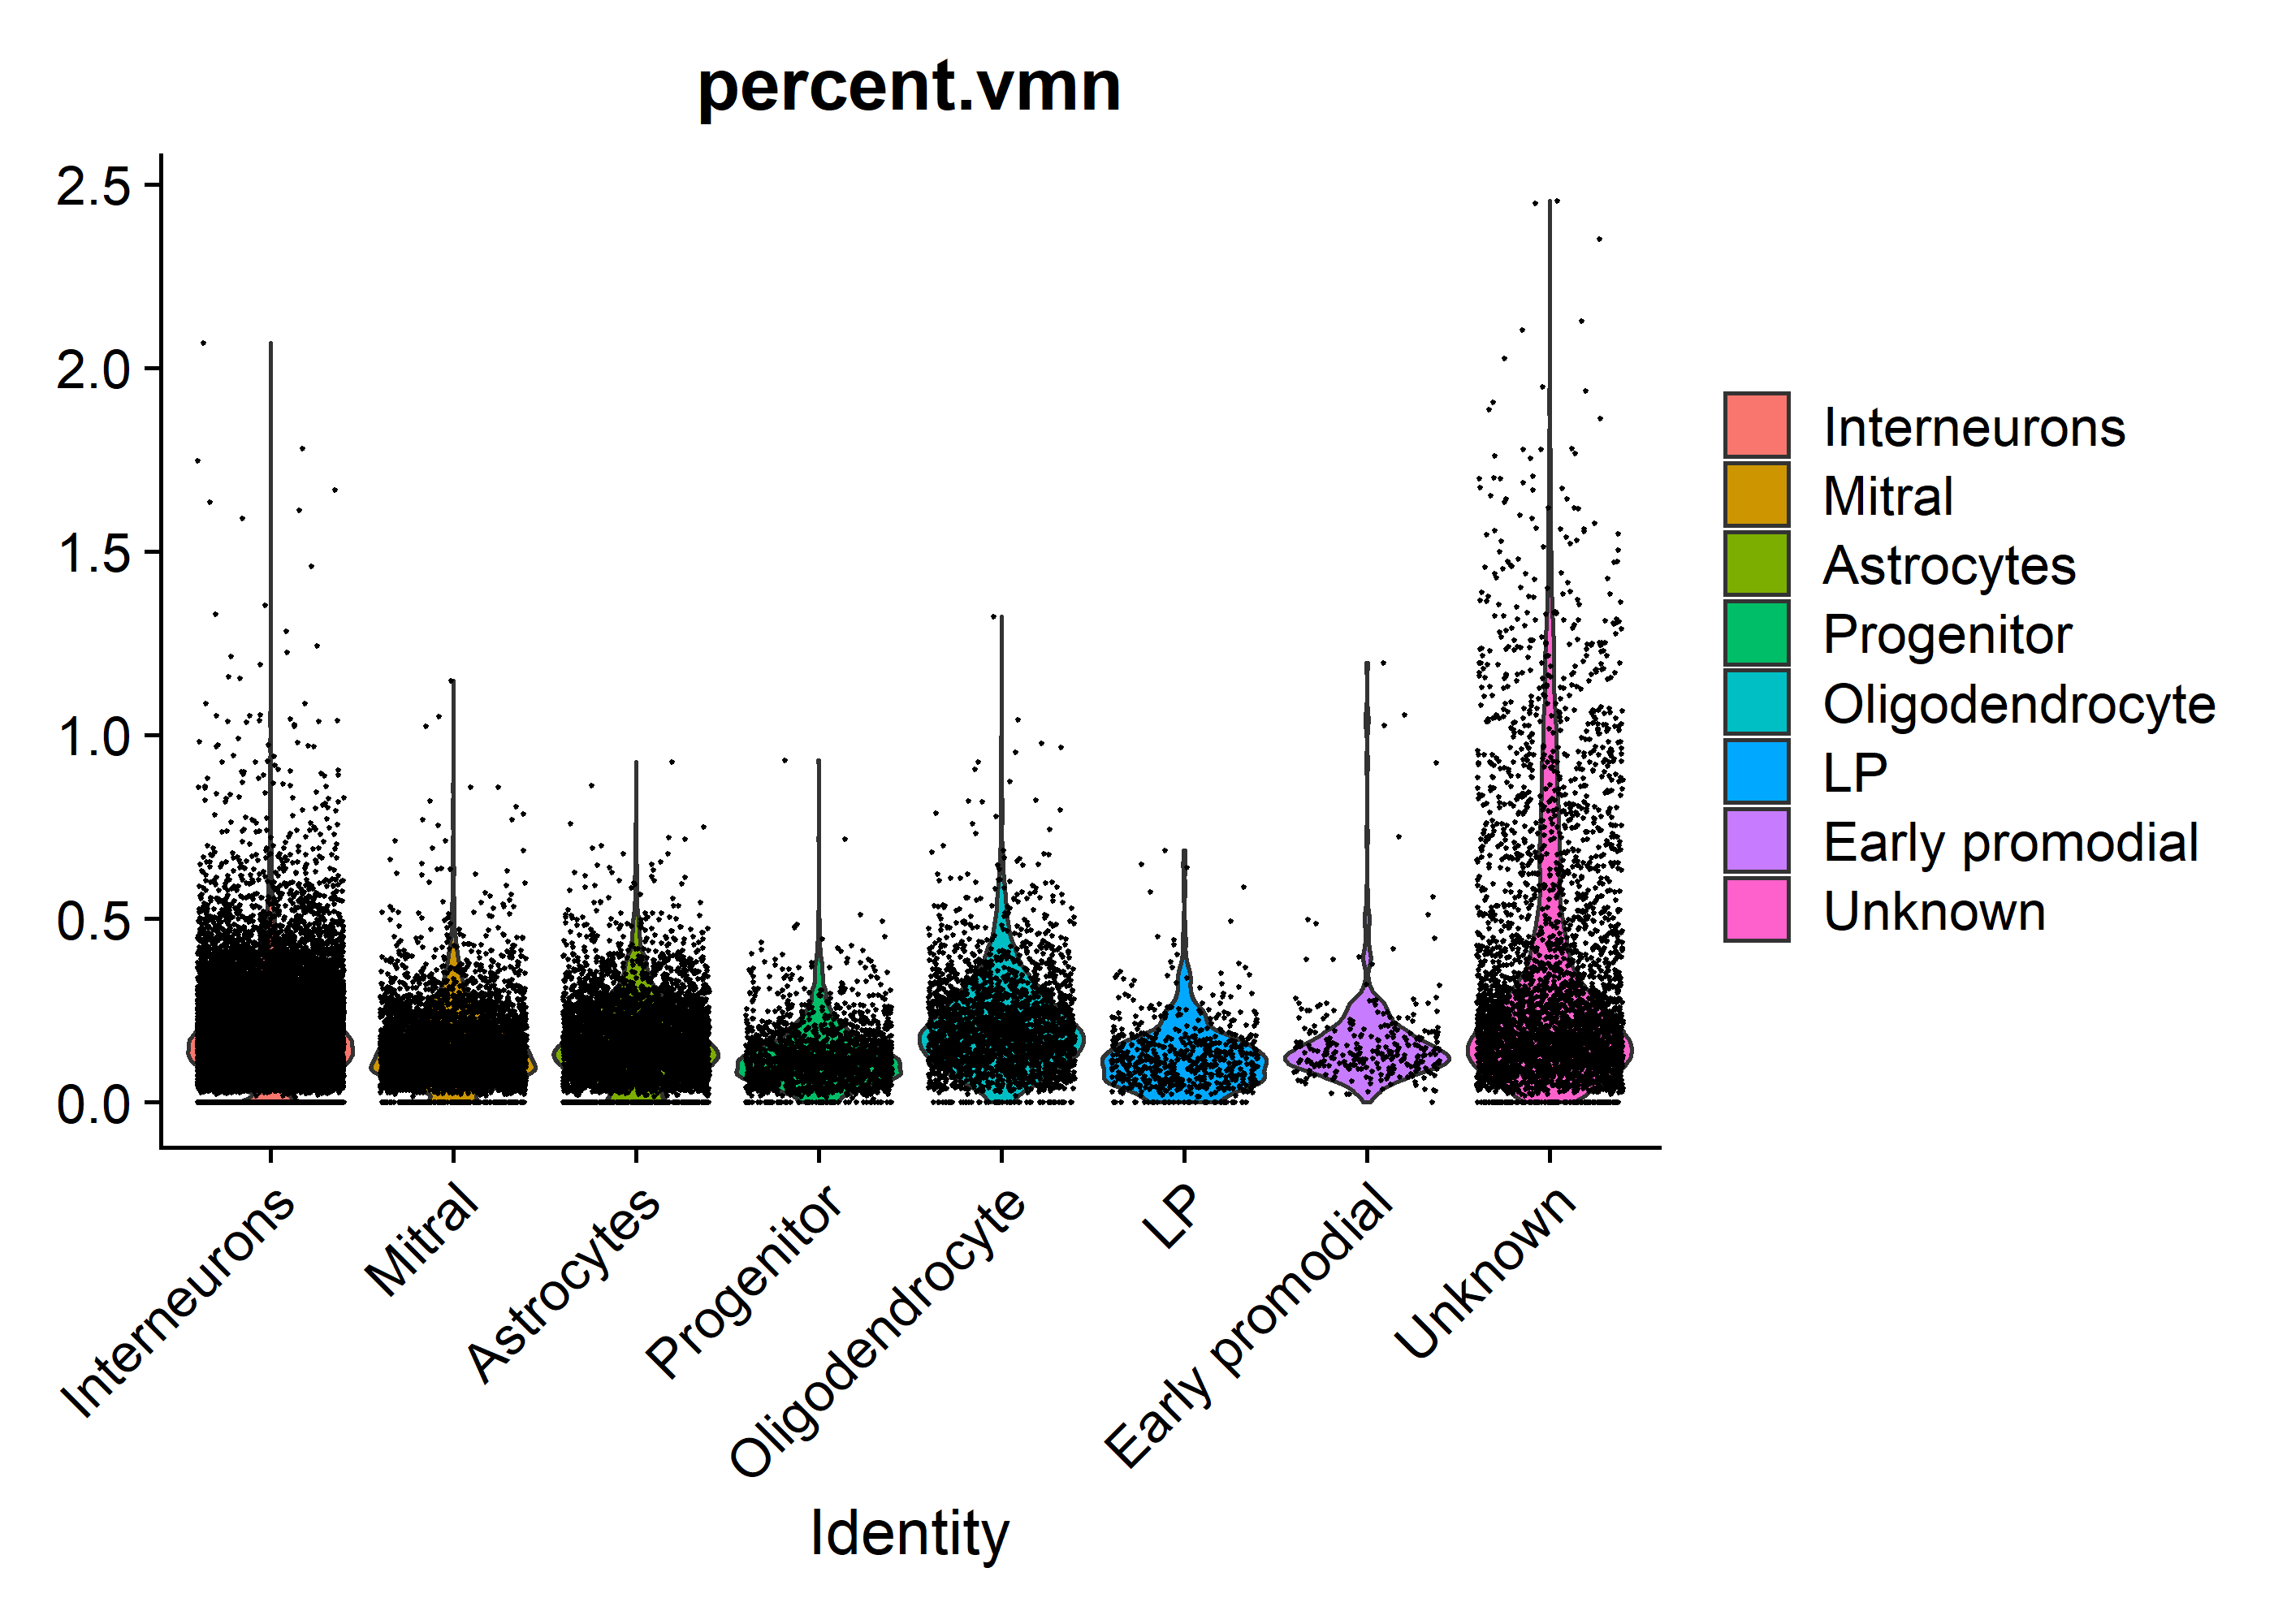 percent.vmn
2.5
2.0
1.5
1.0
0.5
0.0
Interneurons
Mitral
Astrocytes
Progenitor
Oligodendrocyte
LP
Early promodial
Unknown
Identity
Interneurons
Mitral
Astrocytes
Progenitor
Oligodendrocyte
LP
Early promodial
Unknown